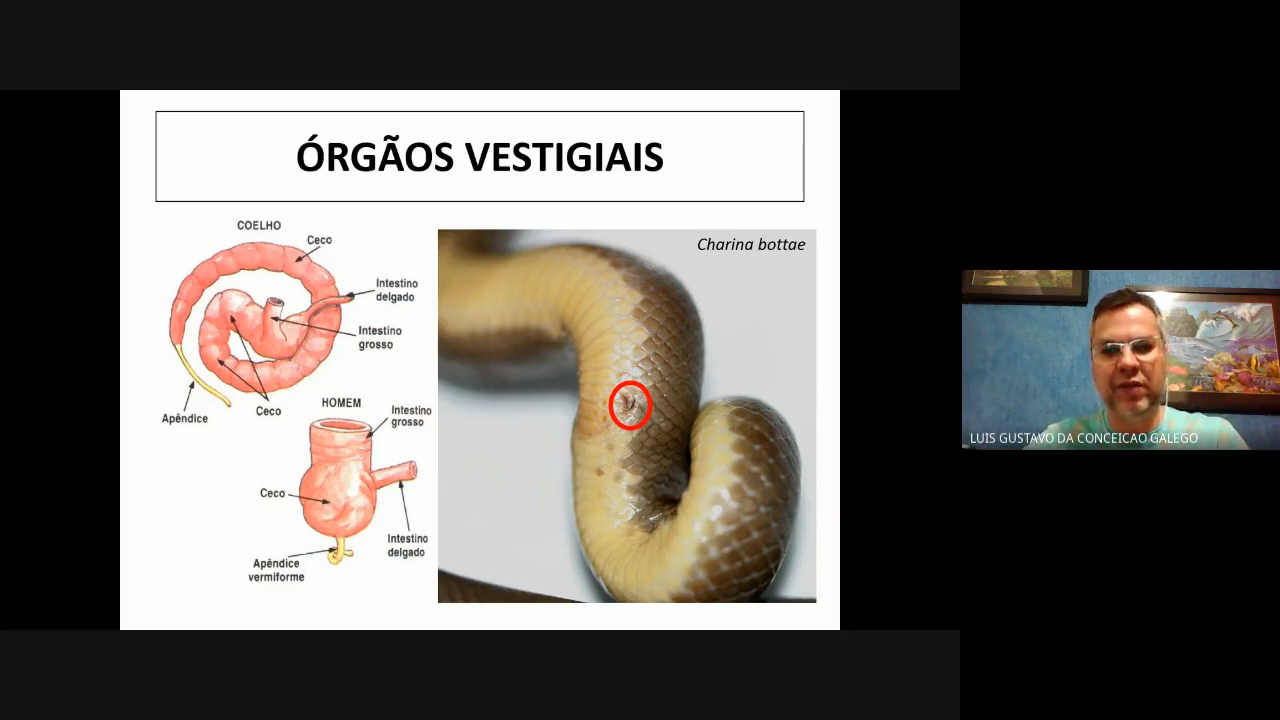 ÓRGÃOS VESTIGIAIS
COELHO
Ceco
Intestino
delgado
Intestino
grosso
Apêndice
Ceco
HOMEM
Intestino
grosso
Ceco
Intestino
delgado
Apêndice
vermiforme
Charina bottae
LUIS GUSTAVO DA CONCEICAO GALEGO